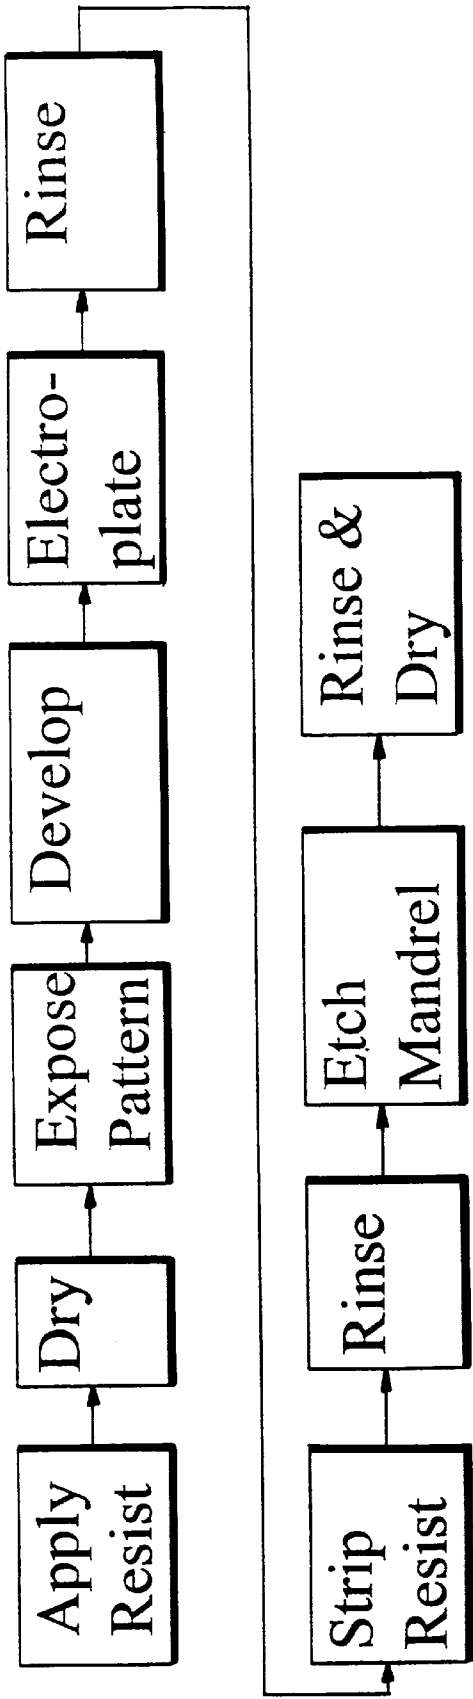 Apply
Resist
Dry
Expose
Pattern
Develop
Electro-
plate
Rinse
Strip
Resist
Rinse
Etch
Mandrel
Rinse &
Dry